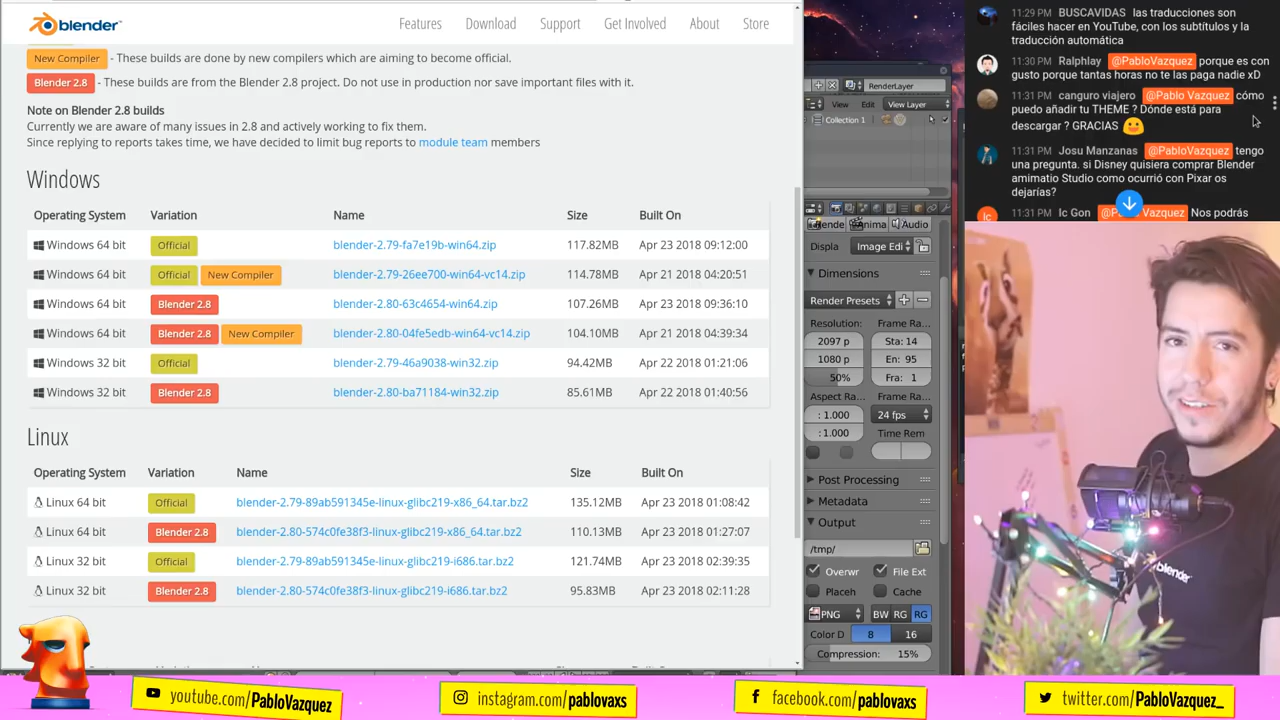 blender
Features Download Support Get Involved About Store
New Compiler - These builds are done by new compilers which are aiming to become official.
Blender 2.8 - These builds are from the Blender 2.8 project. Do not use in production nor save important files with it.
Note on Blender 2.8 builds
Currently we are aware of many issues in 2.8 and actively working to fix them.
Since replying to reports takes time, we have decided to limit bug reports to module team members
Windows
Operating System Variation Name Size Built On
Windows 64 bit Official blender-2.79-fa7e19b-win64.zip 117.82MB Apr 23 2018 09:12:00
Windows 64 bit Official New Compiler blender-2.79-26ee700-win64-vc14.zip 114.78MB Apr 21 2018 04:20:51
Windows 64 bit Blender 2.8 blender-2.80-63c4654-win64.zip 107.26MB Apr 23 2018 09:36:10
Windows 64 bit Blender 2.8 New Compiler blender-2.80-04fe5edb-win64-vc14.zip 104.10MB Apr 21 2018 04:39:34
Windows 32 bit Official blender-2.79-46a9038-win32.zip 94.42MB Apr 22 2018 01:21:06
Windows 32 bit Blender 2.8 blender-2.80-ba71184-win32.zip 85.61MB Apr 22 2018 01:40:56
Linux
Operating System Variation Name Size Built On
Linux 64 bit Official blender-2.79-89ab591345e-linux-glibc219-x86_64.tar.bz2 135.12MB Apr 23 2018 01:08:42
Linux 64 bit Blender 2.8 blender-2.80-574c0fe38f3-linux-glibc219-x86_64.tar.bz2 110.13MB Apr 23 2018 01:27:07
Linux 32 bit Official blender-2.79-89ab591345e-linux-glibc219-i686.tar.bz2 121.74MB Apr 23 2018 02:39:35
Linux 32 bit Blender 2.8 blender-2.80-574c0fe38f3-linux-glibc219-i686.tar.bz2 95.83MB Apr 23 2018 02:11:28
RenderLayer
View View Layer
Collection 1
Anima Audio
Displa Image Edi
Dimensions
Render Presets
Resolution: Frame Ra...
2097 p Sta: 14
1080 p En: 95
50% Fra: 1
Aspect Ra... Frame Ra...
: 1.000 24 fps
: 1.000 Time Rem
Post Processing
Metadata
Output
/tmp/
Overwr File Ext
Placeh Cache
PNG BW RG RG
Color D 8 16
Compression: 15%
11:29 PM BUSCAVIDAS las traducciones son
fáciles hacer en YouTube, con los subtítulos y la
traducción automática
11:30 PM Ralphlay @PabloVazquez porque es con
gusto porque tantas horas no te las paga nadie xD
11:31 PM canguro viajero @Pablo Vazquez cómo
puedo añadir tu THEME ? Dónde está para
descargar ? GRACIAS
11:31 PM Josu Manzanas @PabloVazquez tengo
una pregunta. si Disney quisiera comprar Blender
amimatio Studio como ocurrió con Pixar os
dejarías?
Ic 11:31 PM Ic Gon Nos podrás
blender
youtube.com/PabloVazquez
instagram.com/pablovaxs
facebook.com/pablovaxs
twitter.com/PabloVazquez_